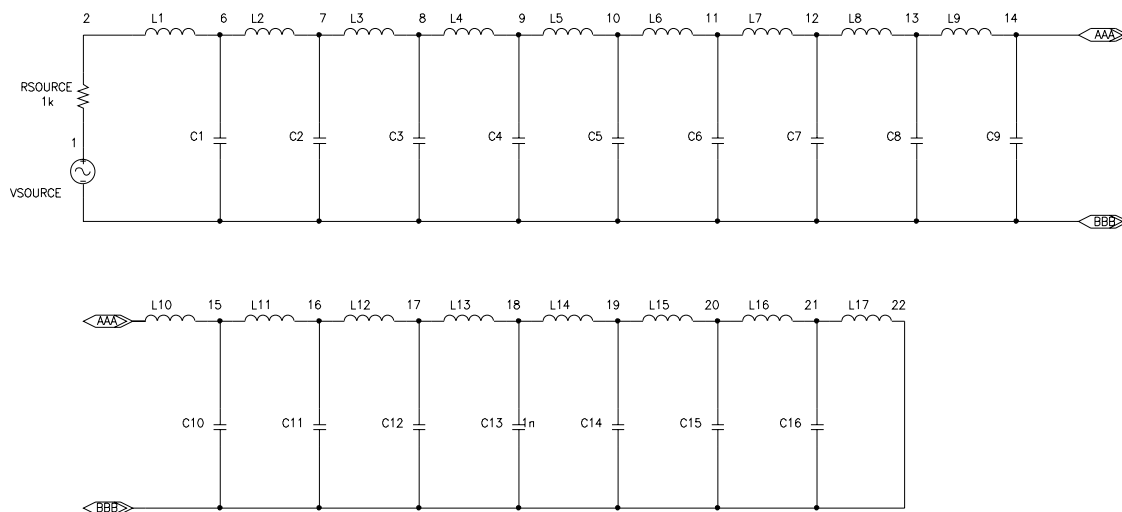 2 L1 6 L2 7 L3 8 L4 9 L5 10 L6 11 L7 12 L8 13 L9 14 AAA
RSOURCE
1k
1 C1 C2 C3 C4 C5 C6 C7 C8 C9
VSOURCE
BBB
AAA L10 15 L11 16 L12 17 L13 18 L14 19 L15 20 L16 21 L17 22
C10 C11 C12 C13 1n C14 C15 C16
BBB